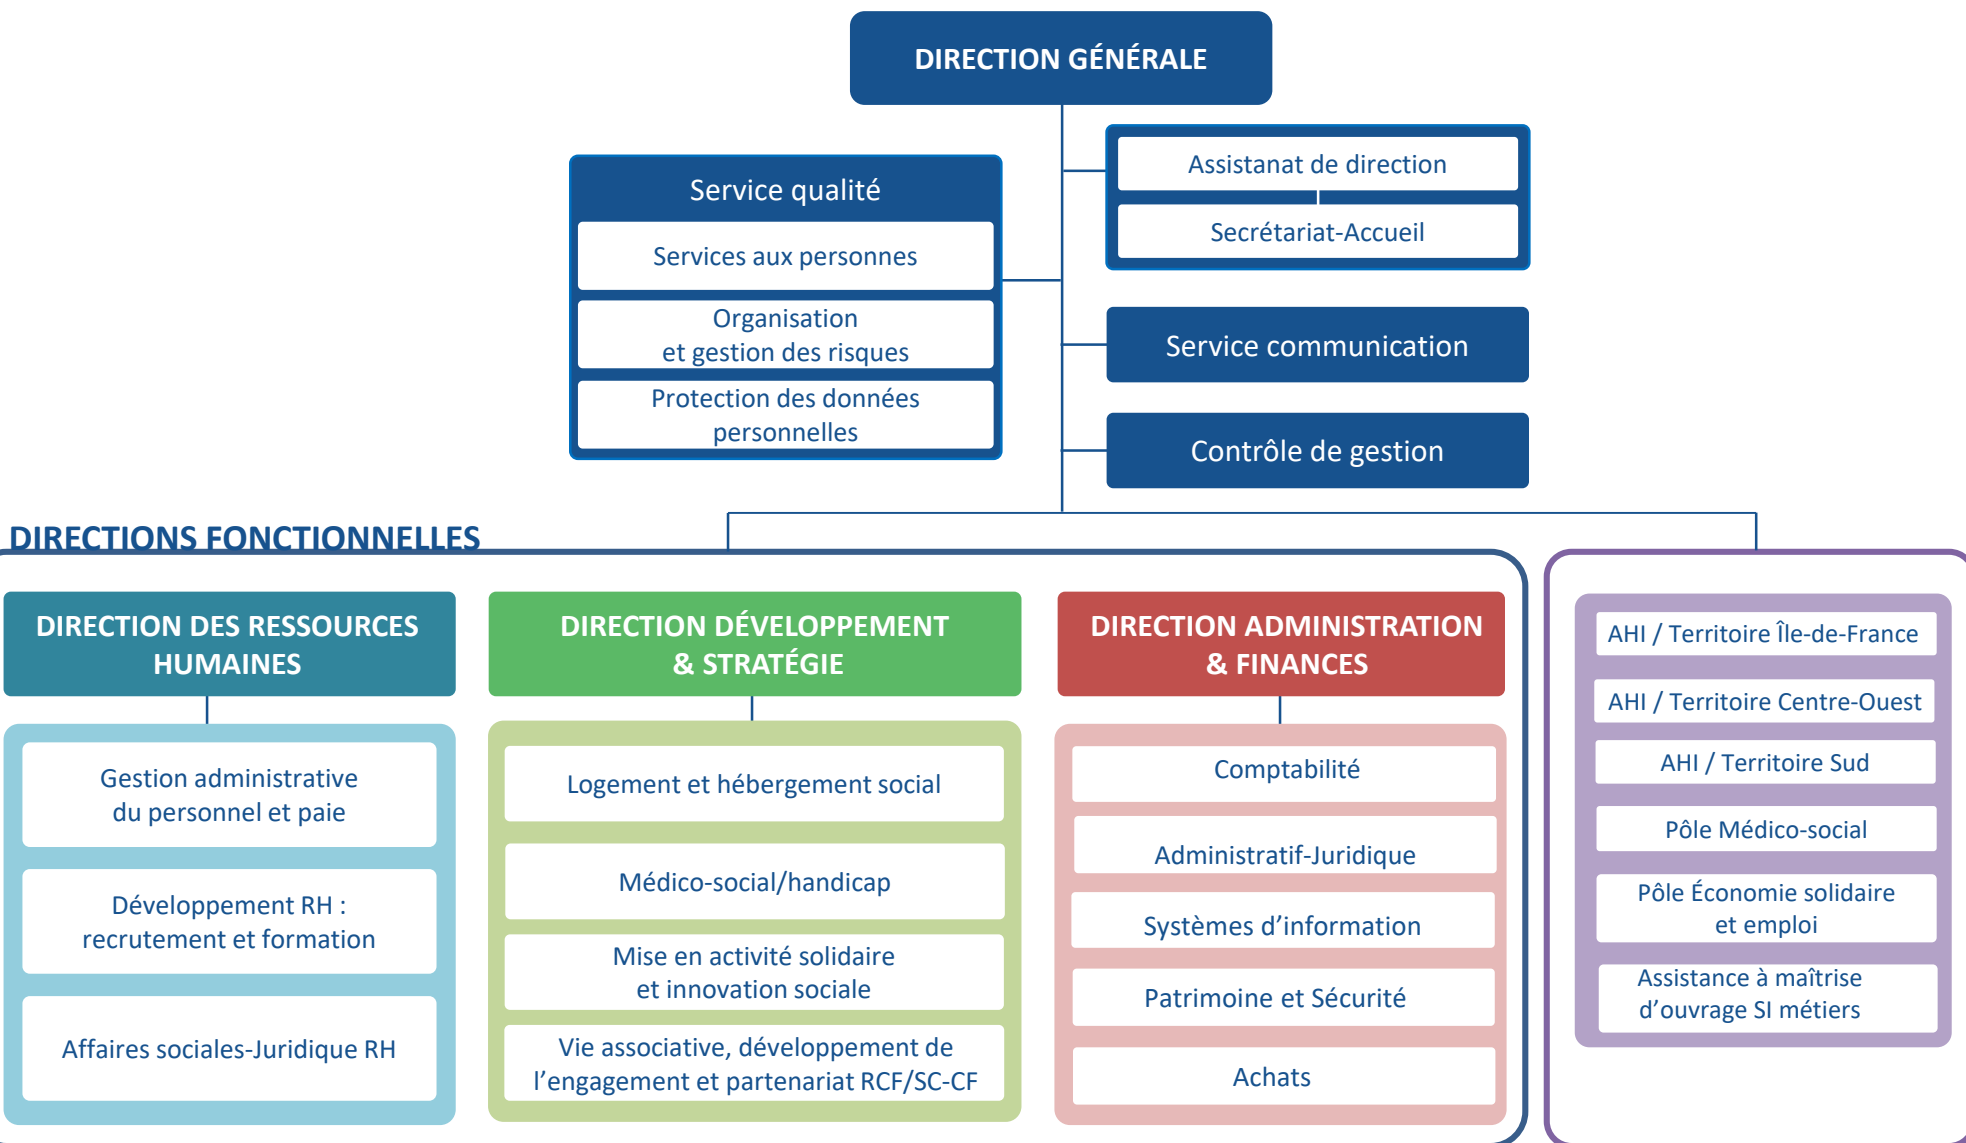 DIRECTION GÉNÉRALE
Service qualité
Services aux personnes
Organisation
et gestion des risques
Protection des données
personnelles
Assistanat de direction
Secrétariat-Accueil
Service communication
Contrôle de gestion
DIRECTIONS FONCTIONNELLES
DIRECTION DES RESSOURCES
HUMAINES
Gestion administrative
du personnel et paie
Développement RH :
recrutement et formation
Affaires sociales-Juridique RH
DIRECTION DÉVELOPPEMENT
& STRATÉGIE
Logement et hébergement social
Médico-social/handicap
Mise en activité solidaire
et innovation sociale
Vie associative, développement de
l’engagement et partenariat RCF/SC-CF
DIRECTION ADMINISTRATION
& FINANCES
Comptabilité
Administratif-Juridique
Systèmes d’information
Patrimoine et Sécurité
Achats
AHI / Territoire Île-de-France
AHI / Territoire Centre-Ouest
AHI / Territoire Sud
Pôle Médico-social
Pôle Économie solidaire
et emploi
Assistance à maîtrise
d’ouvrage SI métiers